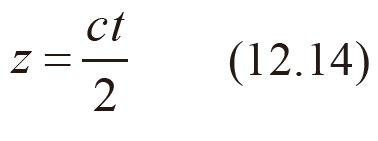 z = ct/2 (12.14)